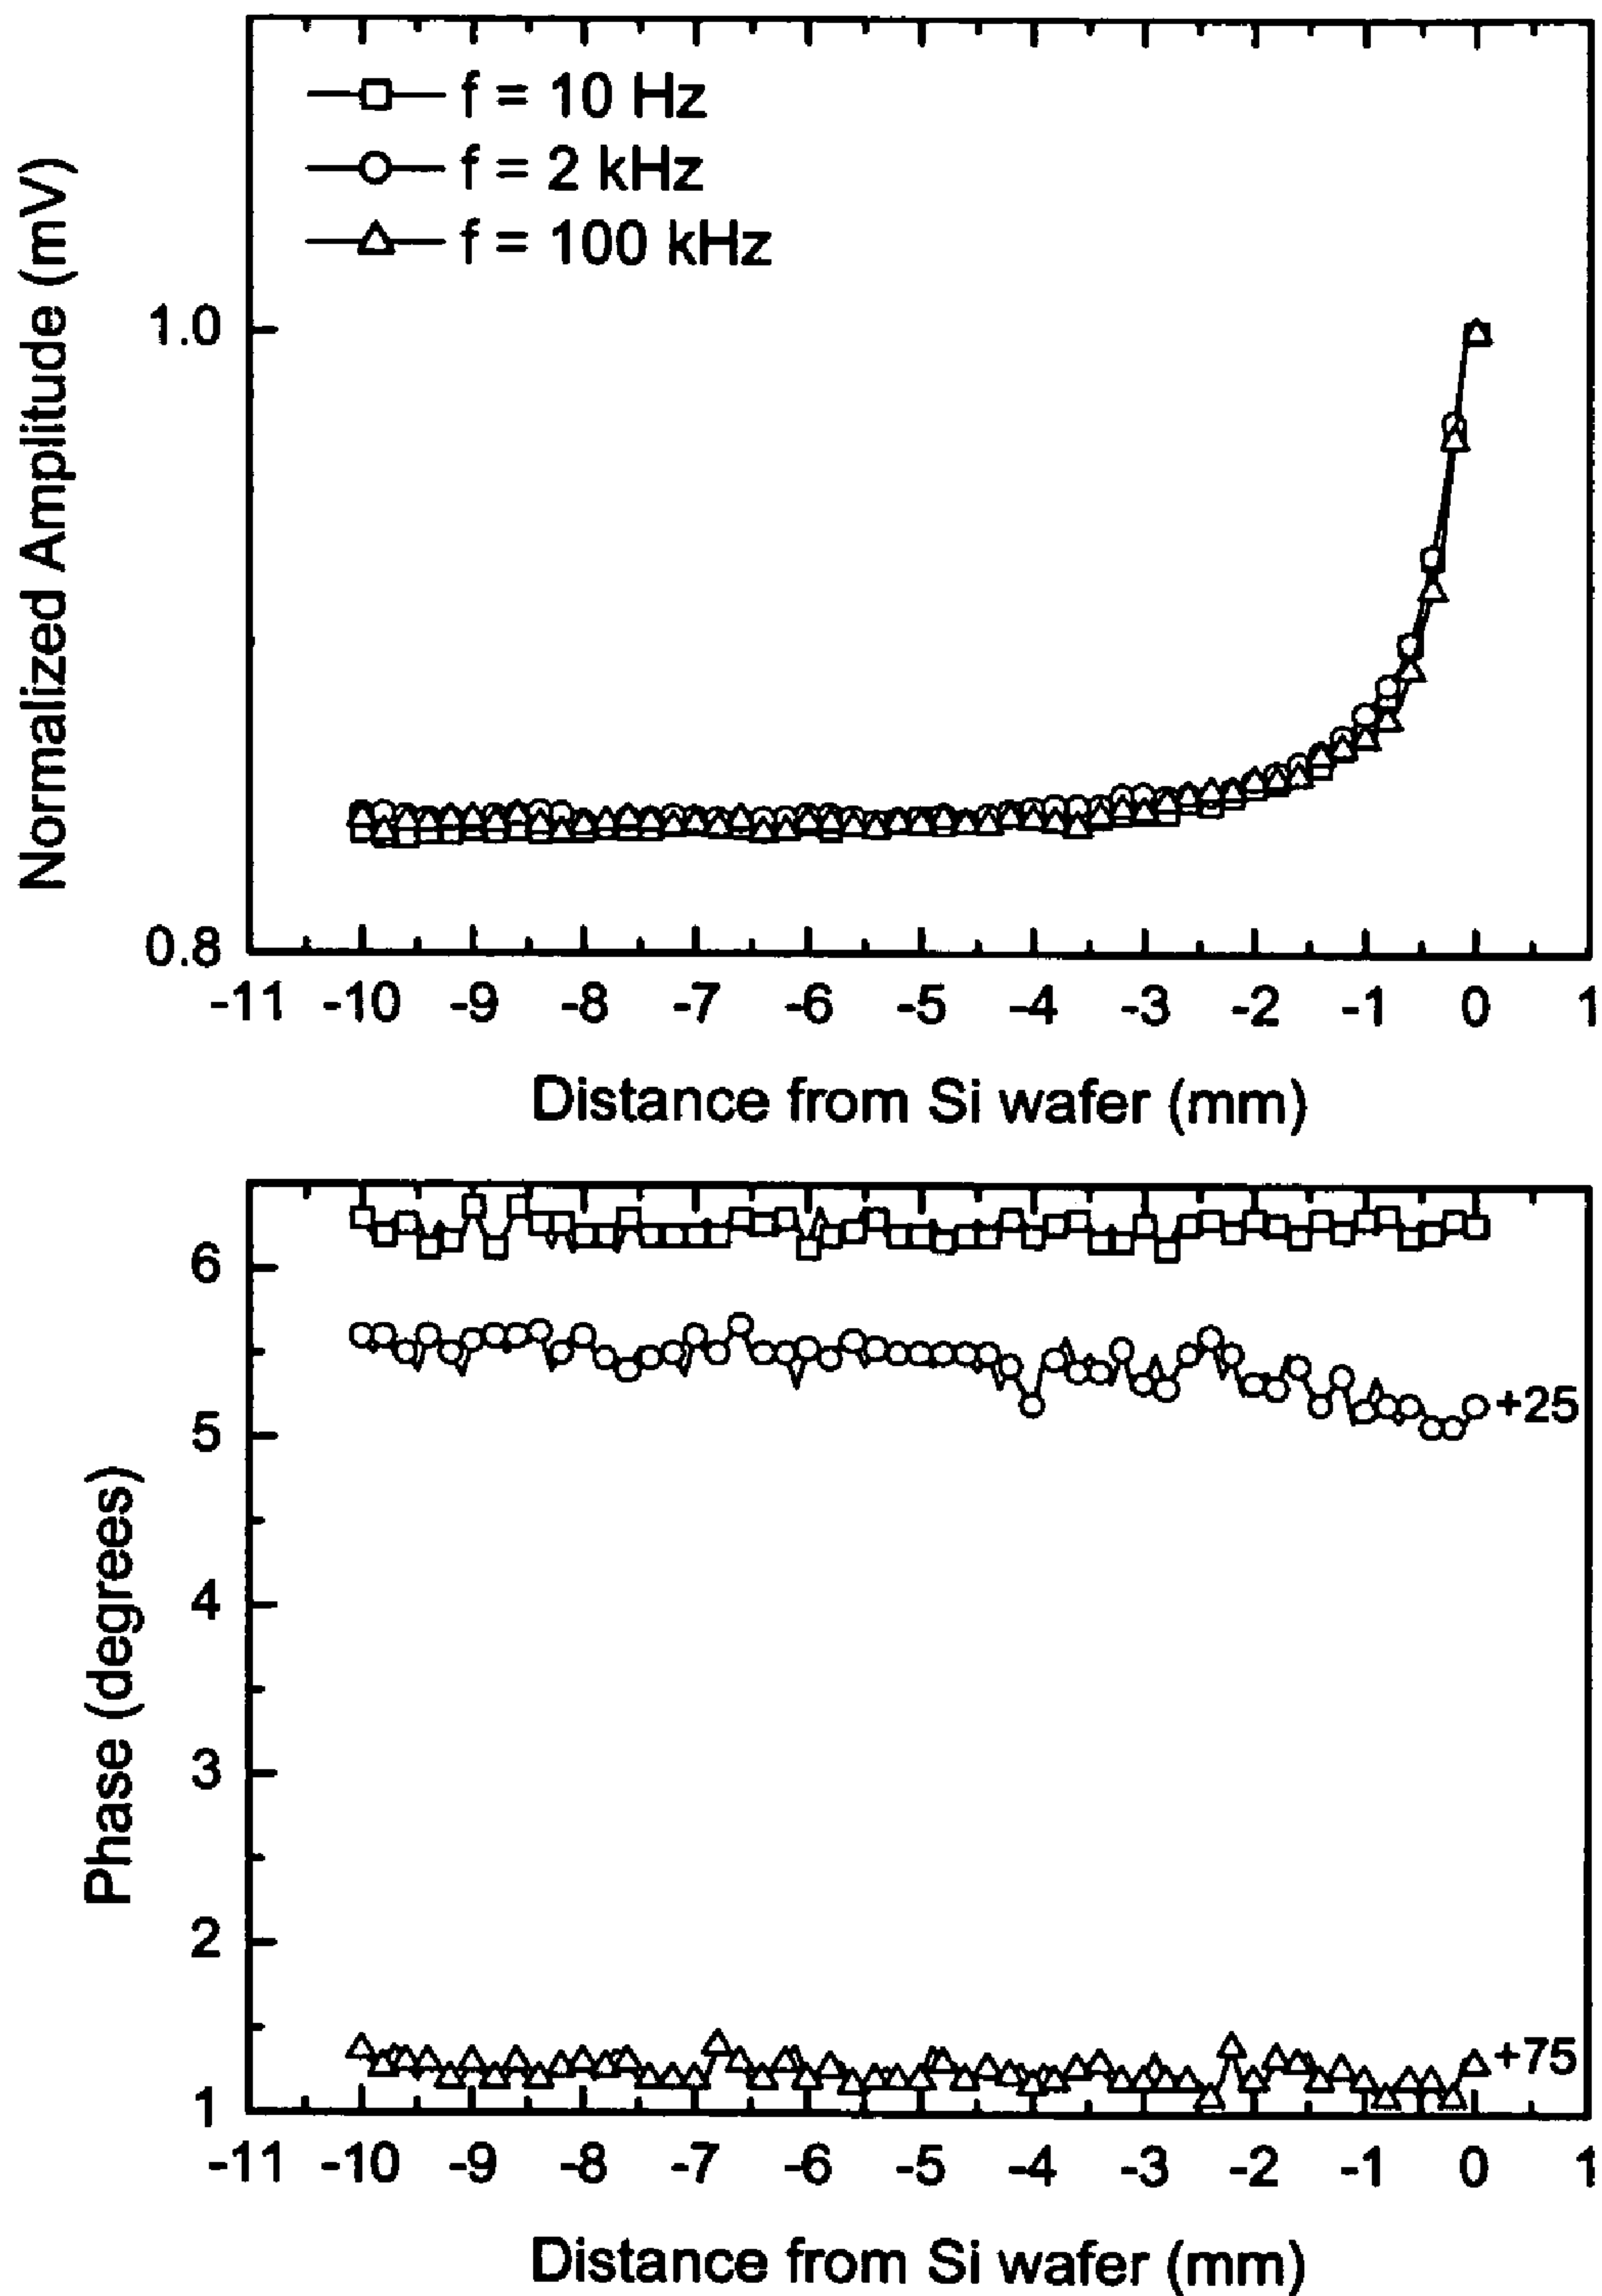 f = 10 Hz
f = 2 kHz
f = 100 kHz
Normalized Amplitude (mV)
1.0
0.8
-11 -10 -9 -8 -7 -6 -5 -4 -3 -2 -1 0 1
Distance from Si wafer (mm)
Phase (degrees)
6
5
4
3
2
1
+25
+75
-11 -10 -9 -8 -7 -6 -5 -4 -3 -2 -1 0 1
Distance from Si wafer (mm)